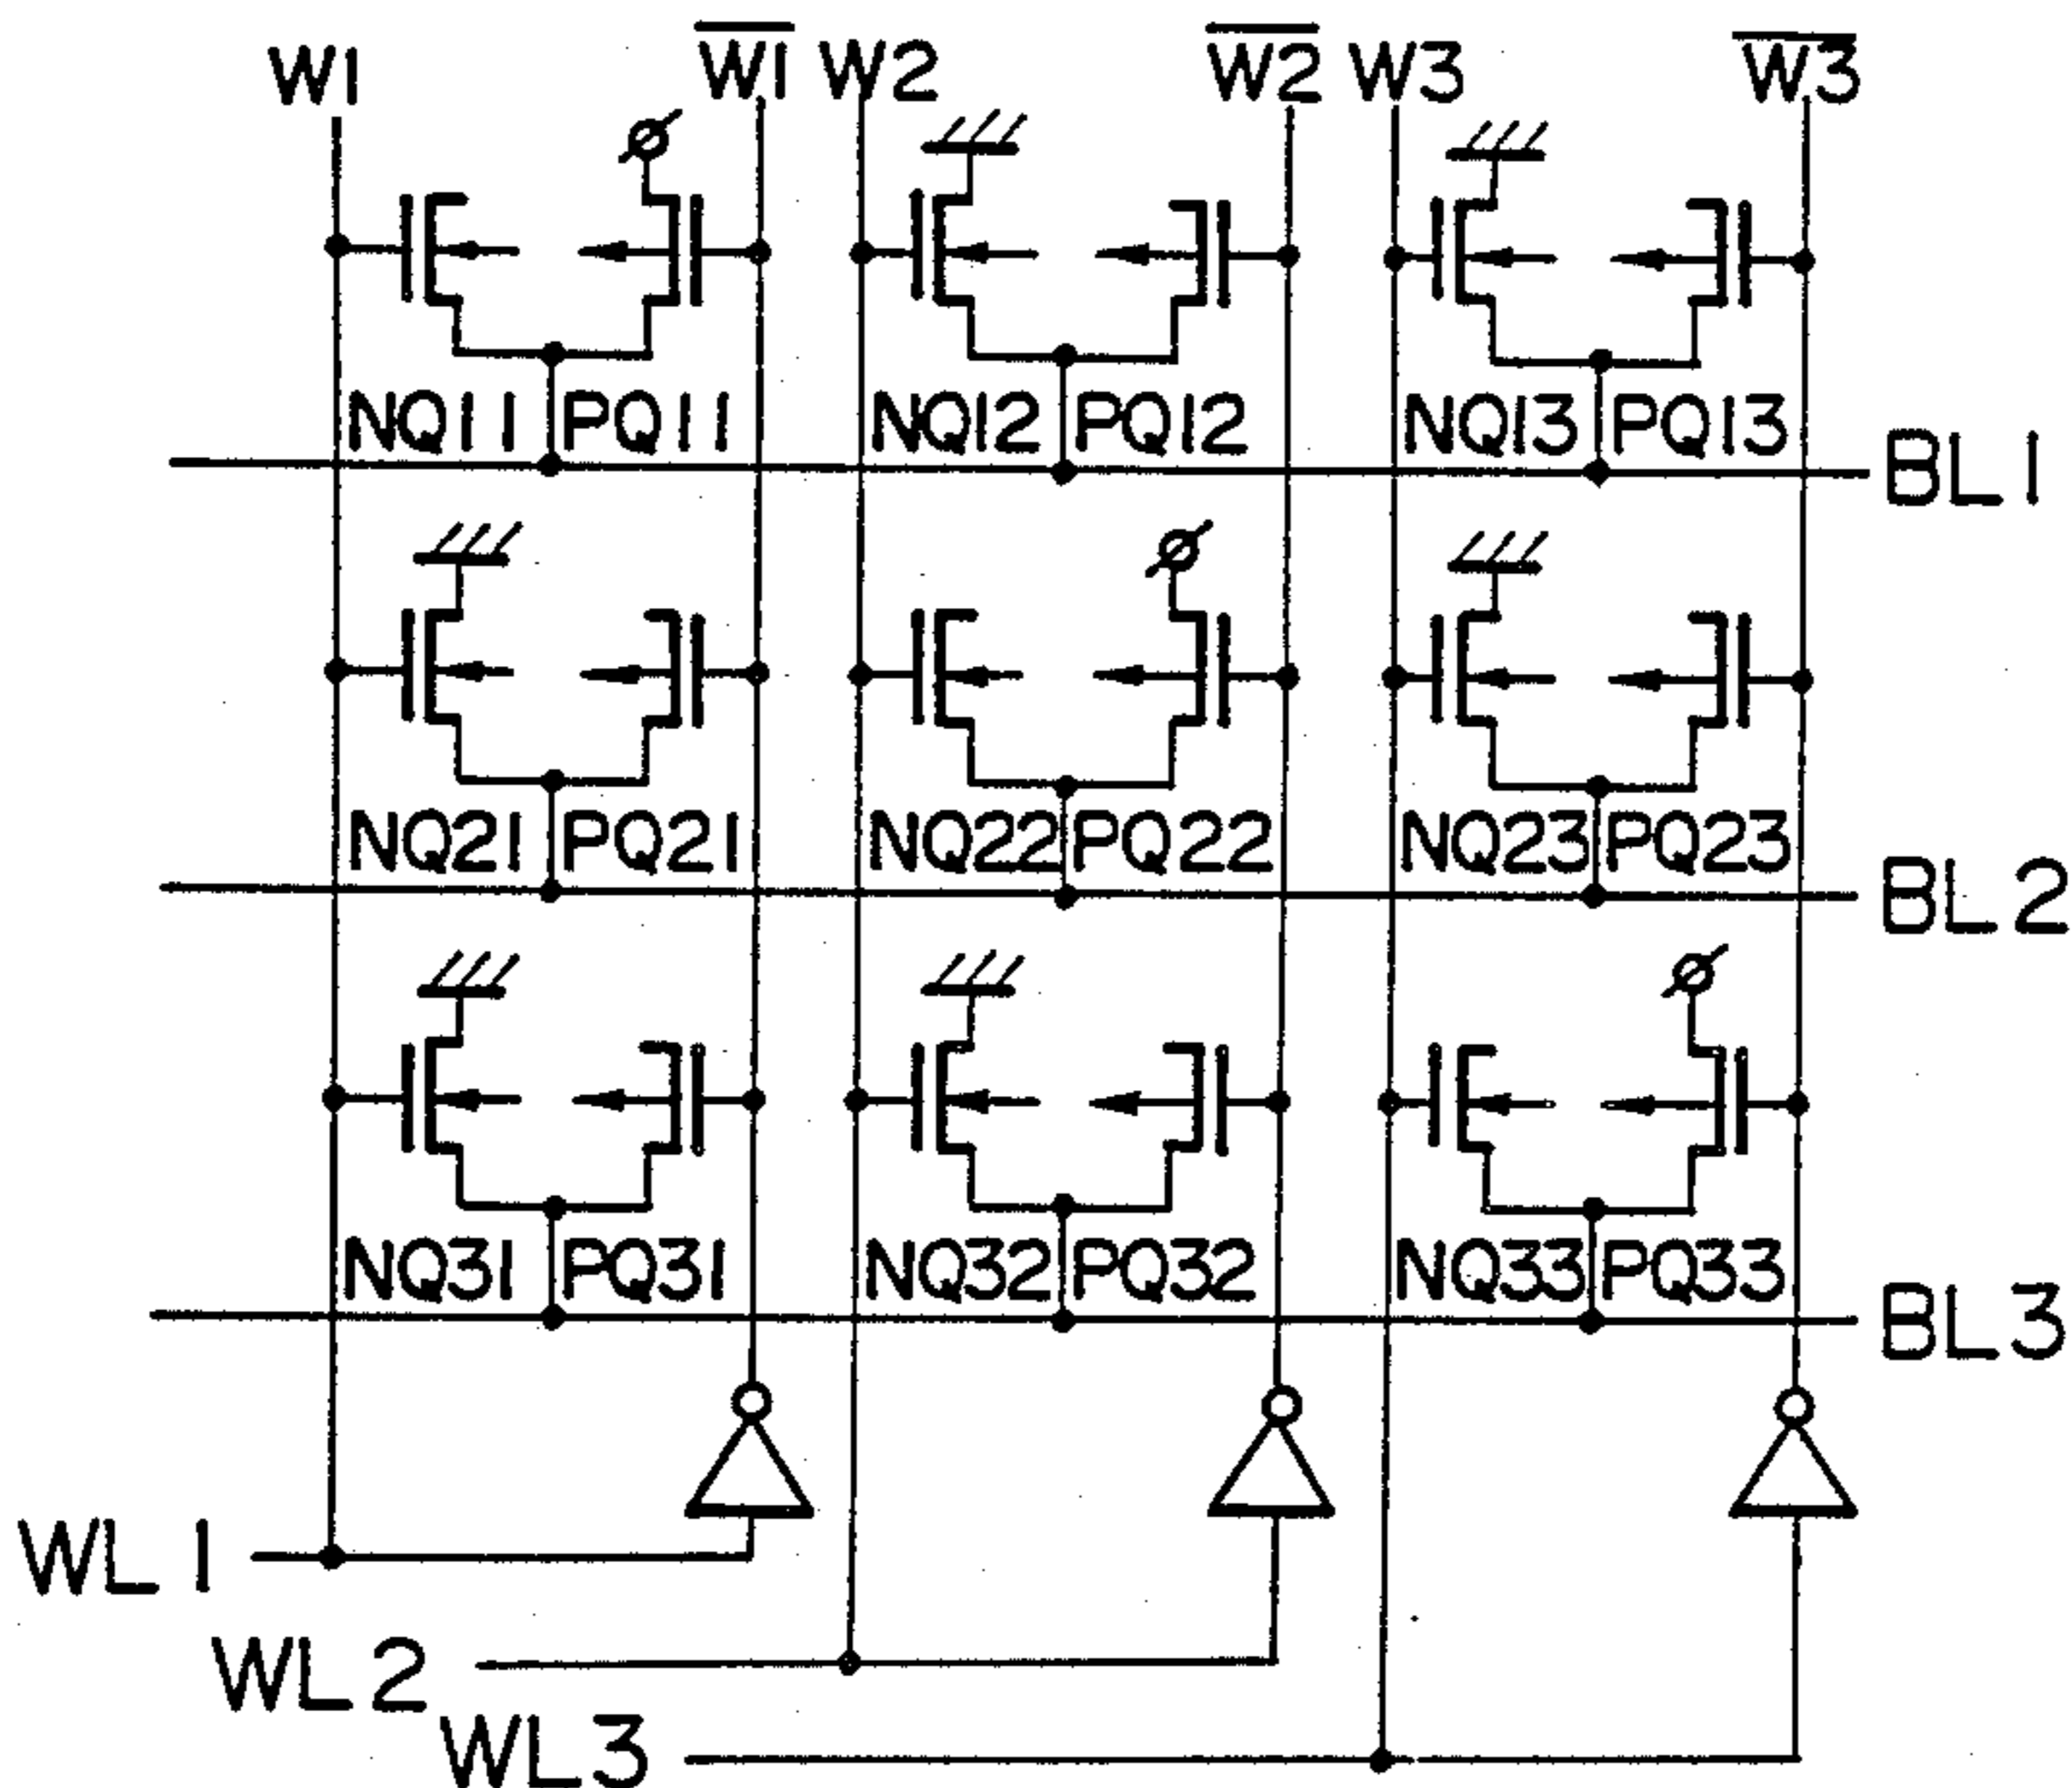 W1 W̅1̅ W2 W̅2̅ W3 W̅3̅
NQ11 PQ11 NQ12 PQ12 NQ13 PQ13
BL1
NQ21 PQ21 NQ22 PQ22 NQ23 PQ23
BL2
NQ31 PQ31 NQ32 PQ32 NQ33 PQ33
BL3
WL1
WL2
WL3